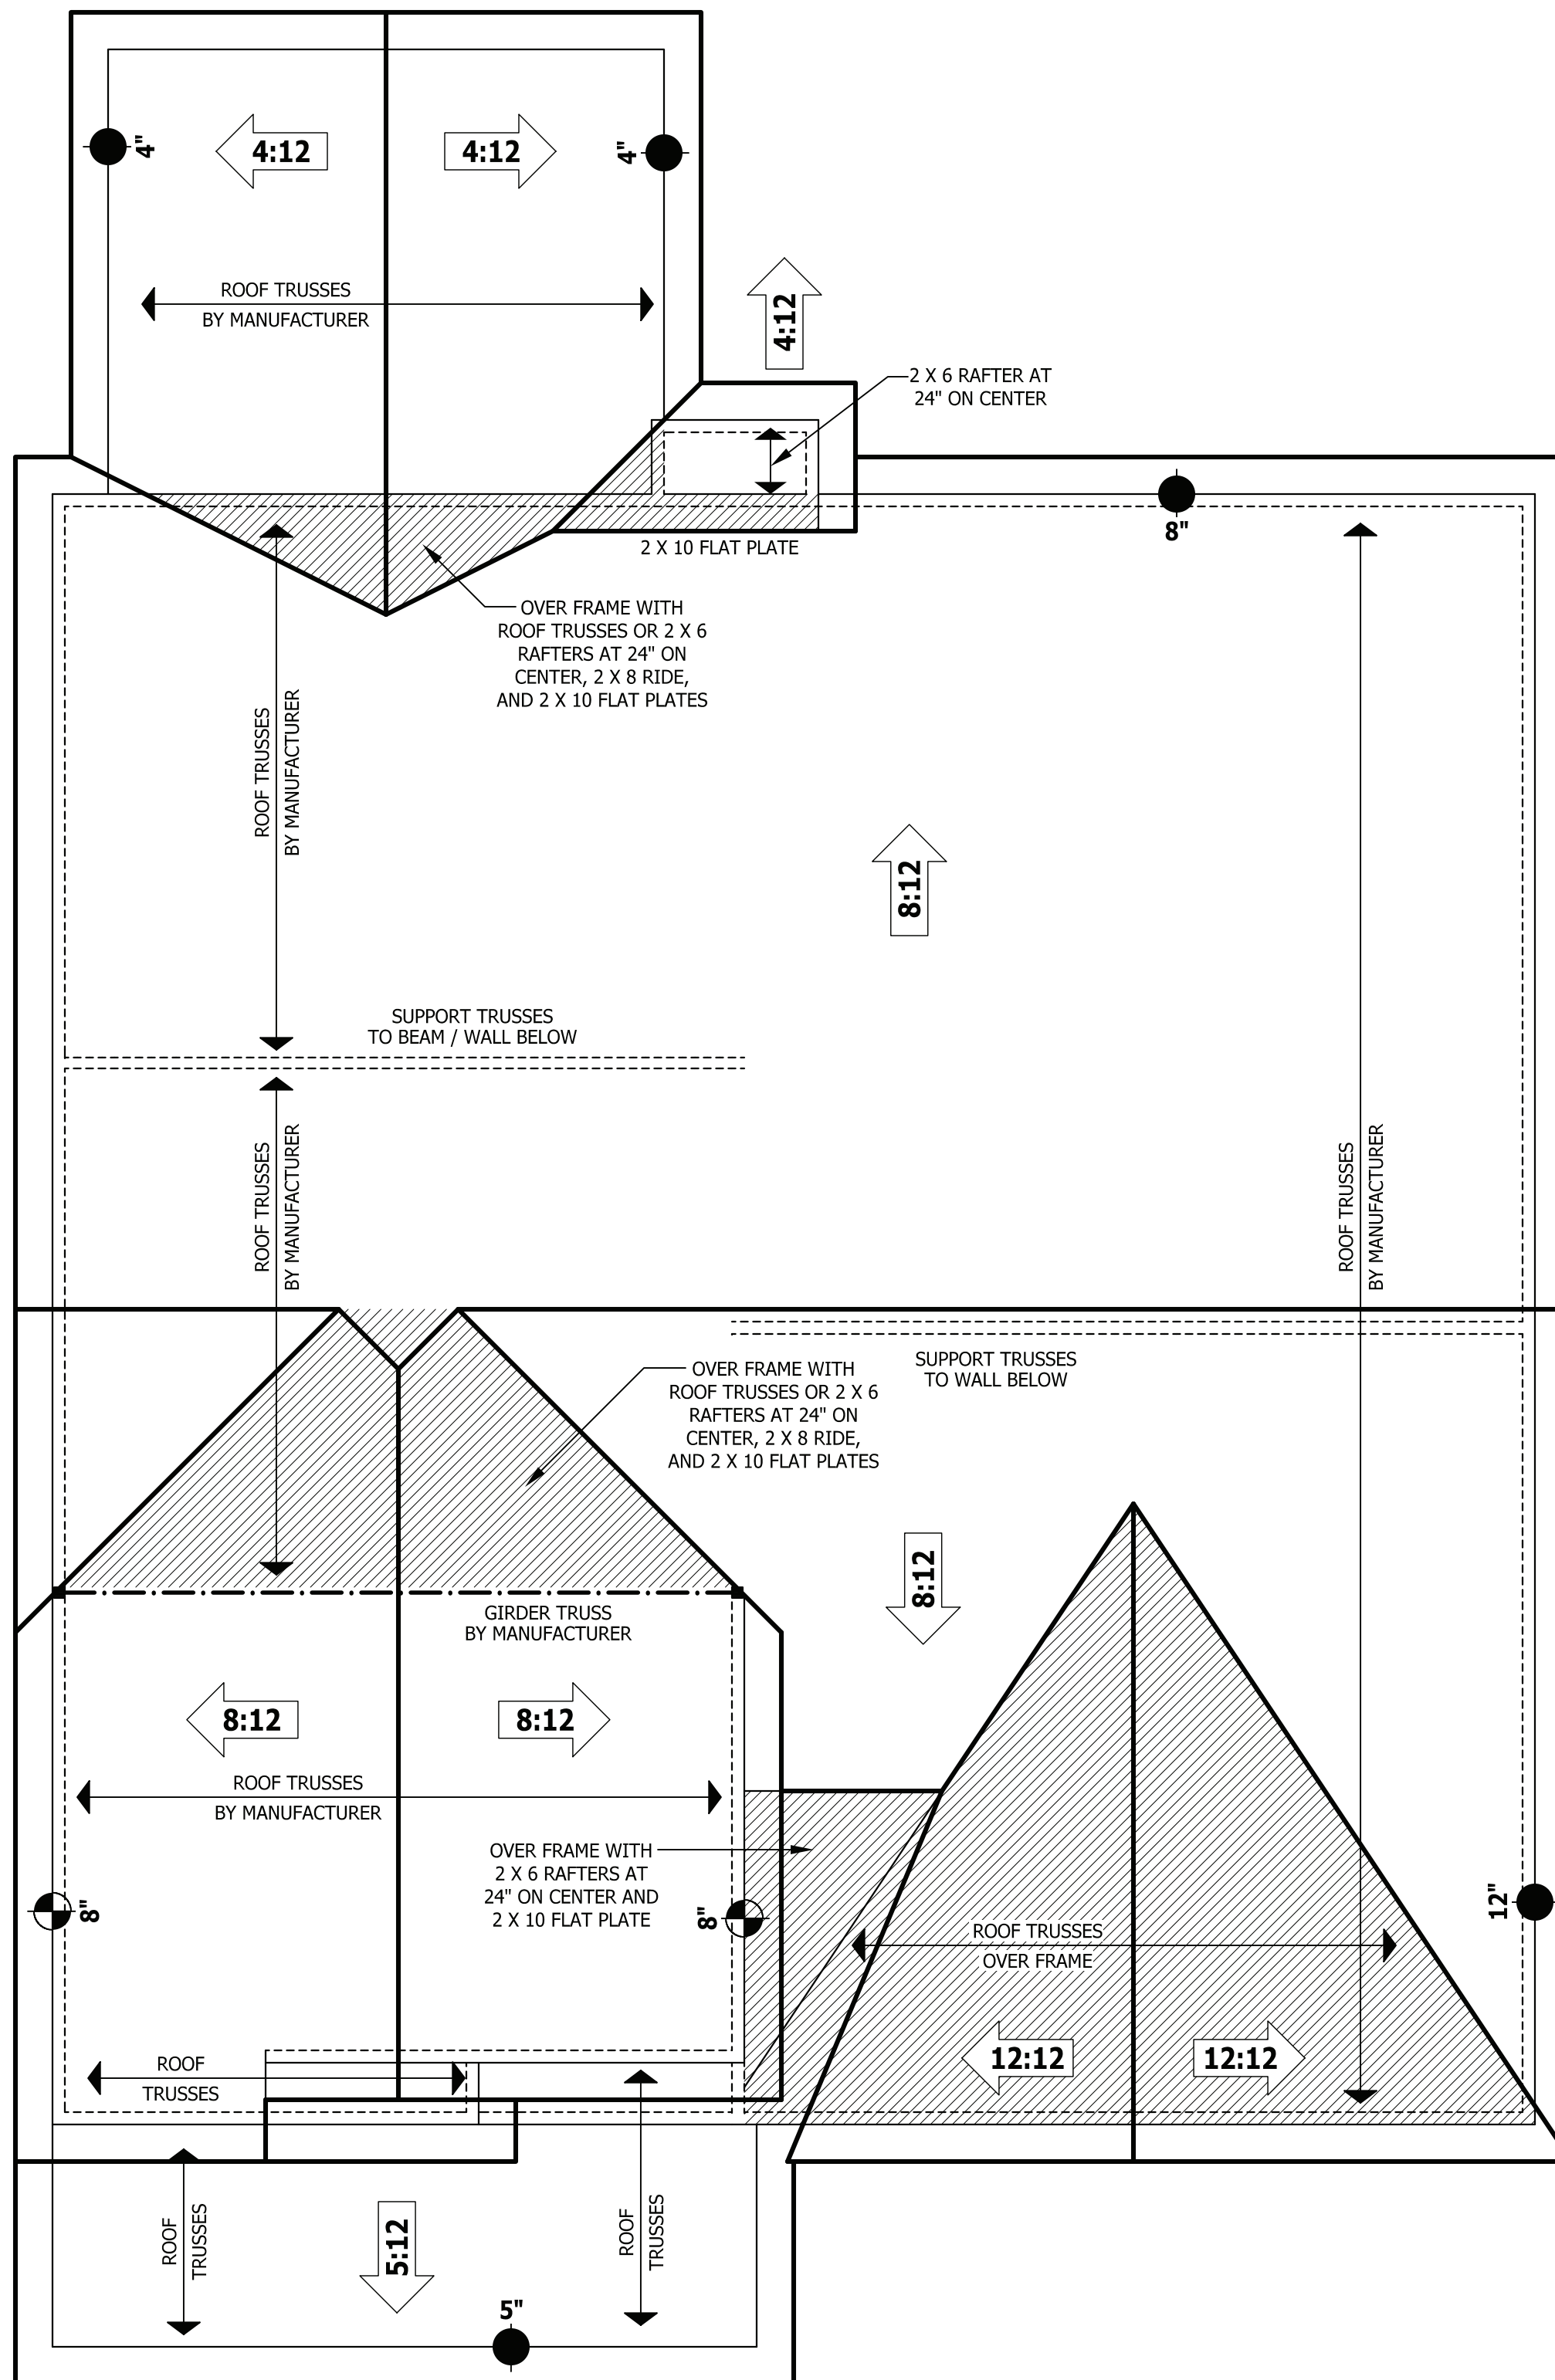 4"
4:12
4:12
4"
ROOF TRUSSES
BY MANUFACTURER
4:12
2 X 6 RAFTER AT
24" ON CENTER
8"
2 X 10 FLAT PLATE
OVER FRAME WITH
ROOF TRUSSES OR 2 X 6
RAFTERS AT 24" ON
CENTER, 2 X 8 RIDE,
AND 2 X 10 FLAT PLATES
ROOF TRUSSES
BY MANUFACTURER
8:12
SUPPORT TRUSSES
TO BEAM / WALL BELOW
ROOF TRUSSES
BY MANUFACTURER
ROOF TRUSSES
BY MANUFACTURER
OVER FRAME WITH
ROOF TRUSSES OR 2 X 6
RAFTERS AT 24" ON
CENTER, 2 X 8 RIDE,
AND 2 X 10 FLAT PLATES
SUPPORT TRUSSES
TO WALL BELOW
8:12
GIRDER TRUSS
BY MANUFACTURER
8:12
8:12
ROOF TRUSSES
BY MANUFACTURER
OVER FRAME WITH
2 X 6 RAFTERS AT
24" ON CENTER AND
2 X 10 FLAT PLATE
8"
8"
12"
ROOF TRUSSES
OVER FRAME
12:12
12:12
ROOF
TRUSSES
ROOF
TRUSSES
5:12
ROOF
TRUSSES
5"